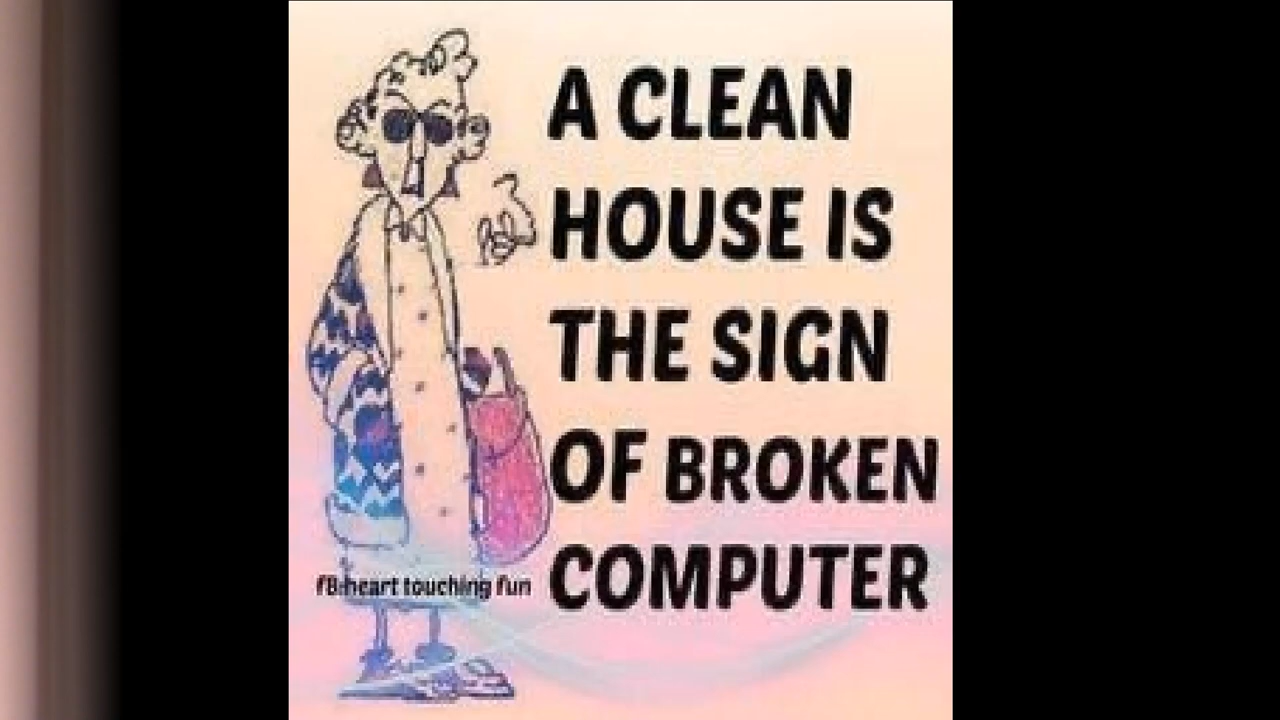 A CLEAN
HOUSE IS
THE SIGN
OF BROKEN
COMPUTER
fB:heart touching fun